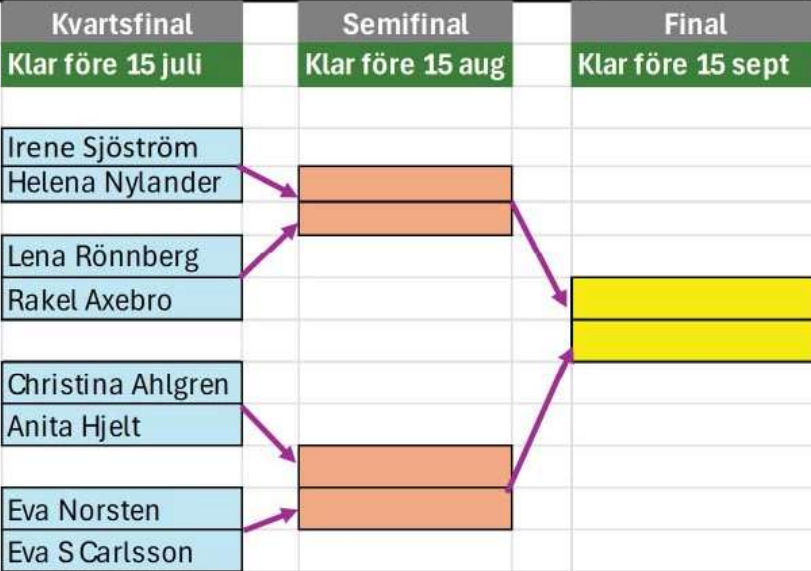 Kvartsfinal
Semifinal
Final
Klar före 15 juli
Klar före 15 aug
Klar före 15 sept
Irene Sjöström
Helena Nylander
Lena Rönnberg
Rakel Axebro
Christina Ahlgren
Anita Hjelt
Eva Norsten
Eva S Carlsson